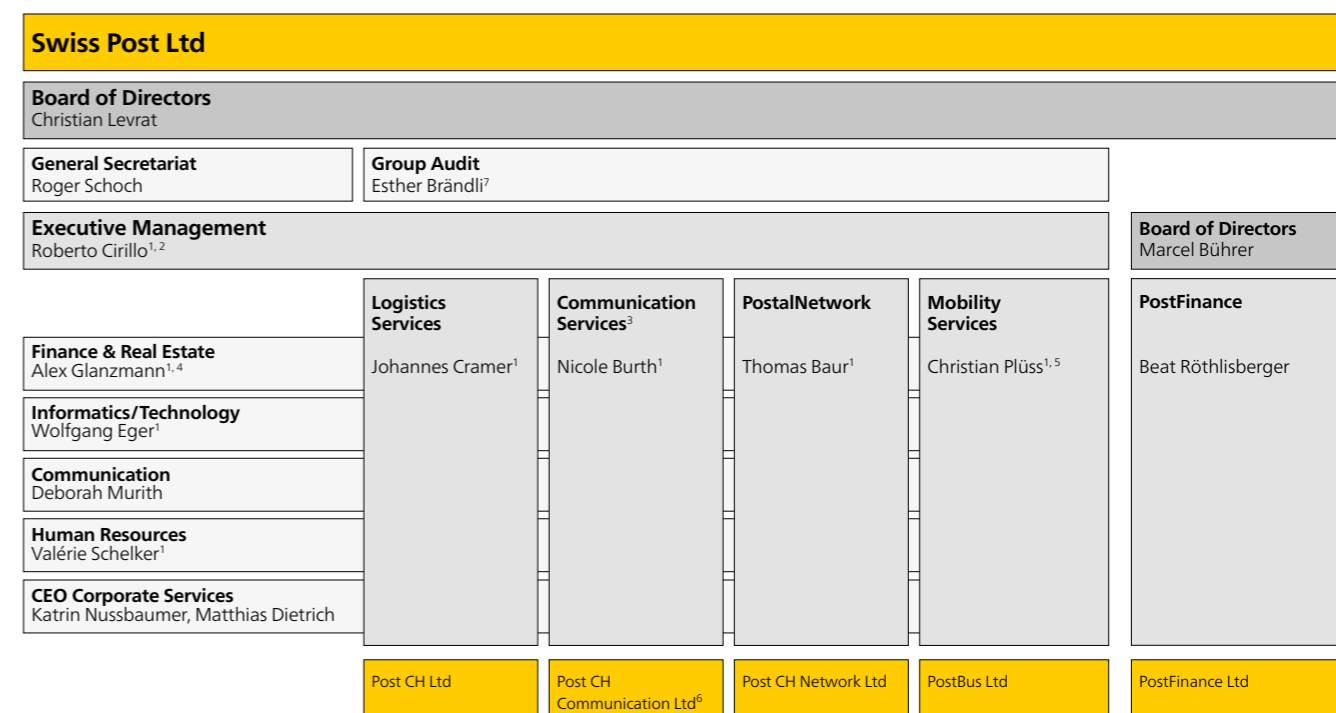 Swiss Post Ltd
Board of Directors
Christian Levrat
General Secretariat
Roger Schoch
Group Audit
Esther Brändli⁷
Executive Management
Roberto Cirillo¹˒ ²
Board of Directors
Marcel Bührer
Logistics
Services
Johannes Cramer¹
Communication
Services³
Nicole Burth¹
PostalNetwork
Thomas Baur¹
Mobility
Services
Christian Plüss¹˒ ⁵
PostFinance
Beat Röthlisberger
Finance & Real Estate
Alex Glanzmann¹˒ ⁴
Informatics/Technology
Wolfgang Eger¹
Communication
Deborah Murith
Human Resources
Valérie Schelker¹
CEO Corporate Services
Katrin Nussbaumer, Matthias Dietrich
Post CH Ltd
Post CH
Communication Ltd⁶
Post CH Network Ltd
PostBus Ltd
PostFinance Ltd